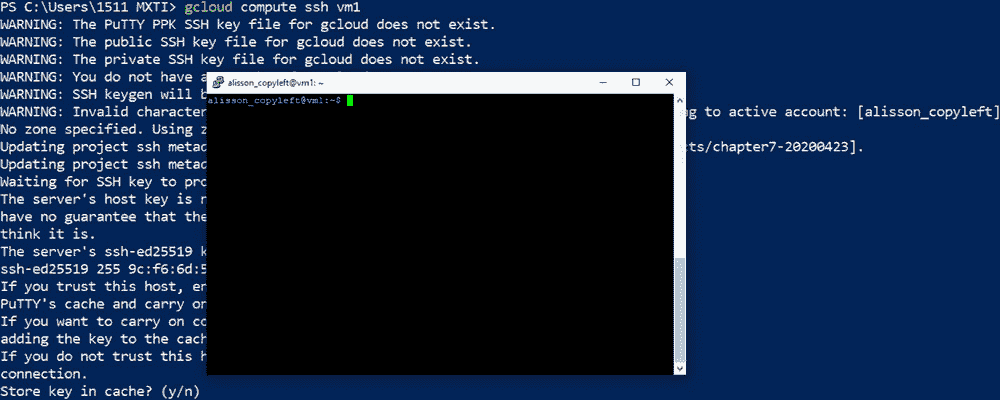 PS C:\Users\1511 MXTI> gcloud compute ssh vm1
WARNING: The PuTTY PPK SSH key file for gcloud does not exist.
WARNING: The public SSH key file for gcloud does not exist.
WARNING: The private SSH key file for gcloud does not exist.
WARNING: You do not have a
WARNING: SSH keygen will b
WARNING: Invalid character
ng to active account: [alisson_copyleft]
No zone specified. Using z
Updating project ssh metad
cts/chapter7-20200423].
Updating project ssh metad
Waiting for SSH key to pro
The server's host key is n
have no guarantee that the
think it is.
The server's ssh-ed25519 k
ssh-ed25519 255 9c:f6:6d:5
If you trust this host, en
PuTTY's cache and carry on
If you want to carry on co
adding the key to the cach
If you do not trust this h
connection.
Store key in cache? (y/n)
alisson_copyleft@vm1: ~
alisson_copyleft@vm1:~$